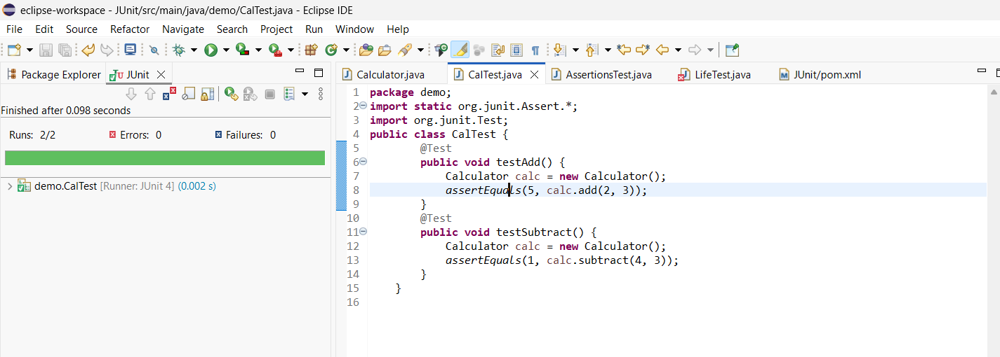 eclipse-workspace - JUnit/src/main/java/demo/CalTest.java - Eclipse IDE
File Edit Source Refactor Navigate Search Project Run Window Help
Package Explorer JUnit
Finished after 0.098 seconds
Runs: 2/2 Errors: 0 Failures: 0
demo.CalTest [Runner: JUnit 4] (0.002 s)
Calculator.java CalTest.java AssertionsTest.java LifeTest.java JUnit/pom.xml
1 package demo;
2 import static org.junit.Assert.*;
3 import org.junit.Test;
4 public class CalTest {
5 @Test
6 public void testAdd() {
7 Calculator calc = new Calculator();
8 assertEquals(5, calc.add(2, 3));
9 }
10 @Test
11 public void testSubtract() {
12 Calculator calc = new Calculator();
13 assertEquals(1, calc.subtract(4, 3));
14 }
15 }
16